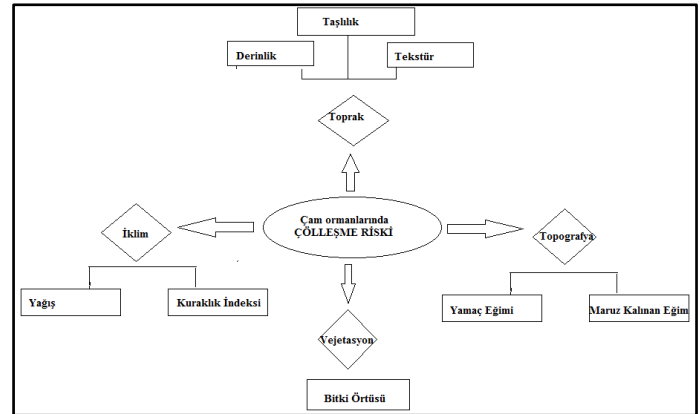 Taşlılık
Derinlik
Tekstür
Toprak
Çam ormanlarında
ÇÖLLEŞME RİSKİ
İklim
Topografya
Yağış
Kuraklık İndeksi
Yamaç Eğimi
Maruz Kalınan Eğim
Vejetasyon
Bitki Örtüsü